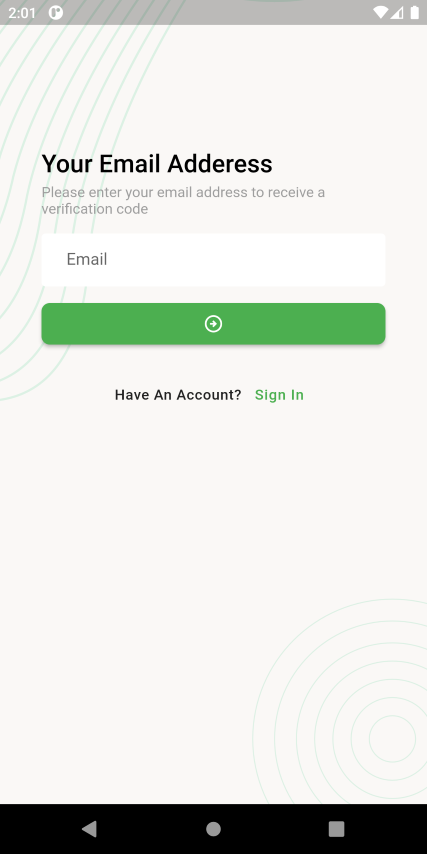 2:01
Your Email Adderess
Please enter your email address to receive a
verification code
Email
Have An Account? Sign In